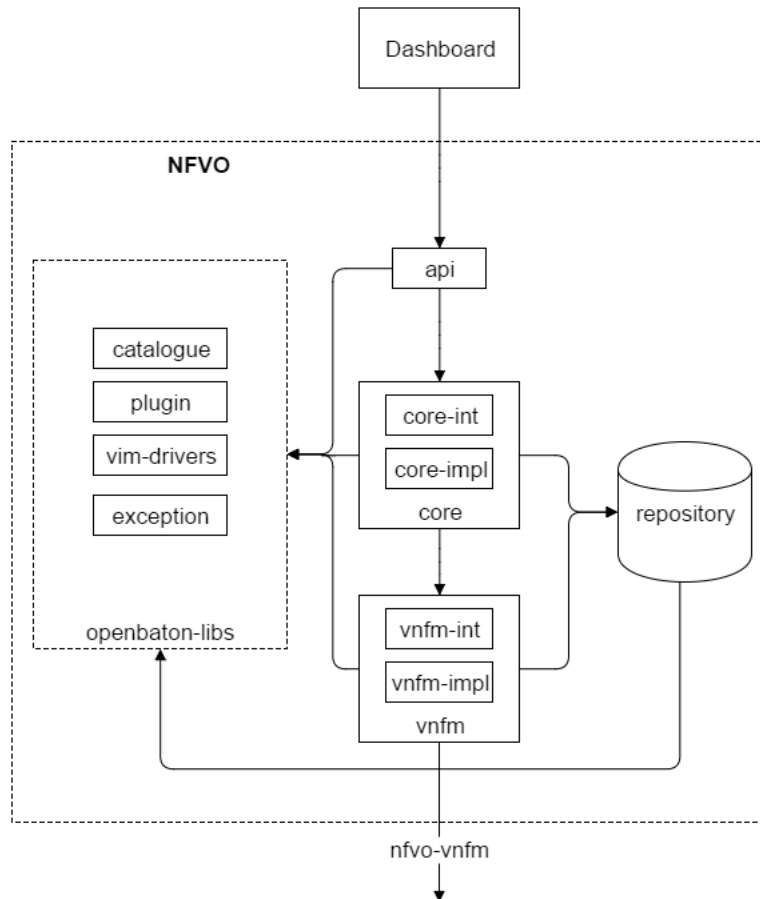 Dashboard
NFVO
api
catalogue
plugin
vim-drivers
exception
openbaton-libs
core-int
core-impl
core
repository
vnfm-int
vnfm-impl
vnfm
nfvo-vnfm